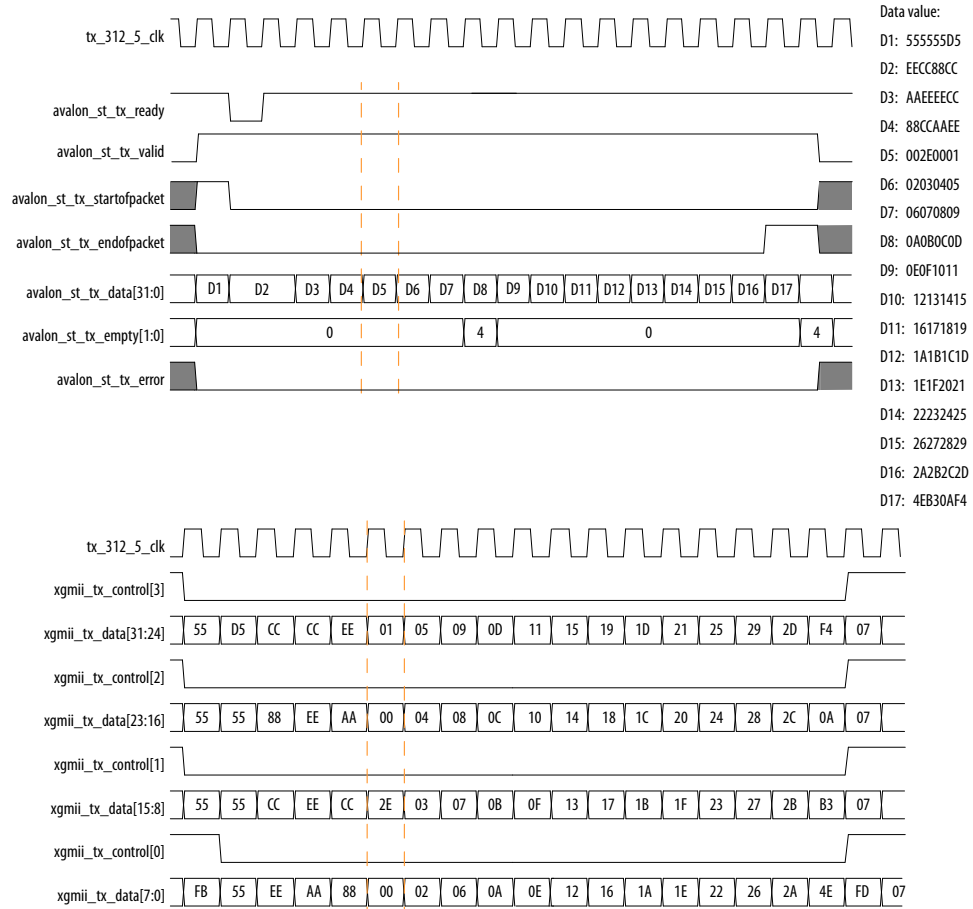 tx_312_5_clk
avalon_st_tx_ready
avalon_st_tx_valid
avalon_st_tx_startofpacket
avalon_st_tx_endofpacket
avalon_st_tx_data[31:0] D1 D2 D3 D4 D5 D6 D7 D8 D9 D10 D11 D12 D13 D14 D15 D16 D17
avalon_st_tx_empty[1:0] 0 4 0 4
avalon_st_tx_error
Data value:
D1: 555555D5
D2: EECC88CC
D3: AAEEEECC
D4: 88CCAAEE
D5: 002E0001
D6: 02030405
D7: 06070809
D8: 0A0B0C0D
D9: 0E0F1011
D10: 12131415
D11: 16171819
D12: 1A1B1C1D
D13: 1E1F2021
D14: 22232425
D15: 26272829
D16: 2A2B2C2D
D17: 4EB30AF4
tx_312_5_clk
xgmii_tx_control[3]
xgmii_tx_data[31:24] 55 D5 CC CC EE 01 05 09 0D 11 15 19 1D 21 25 29 2D F4 07
xgmii_tx_control[2]
xgmii_tx_data[23:16] 55 55 88 EE AA 00 04 08 0C 10 14 18 1C 20 24 28 2C 0A 07
xgmii_tx_control[1]
xgmii_tx_data[15:8] 55 55 CC EE CC 2E 03 07 0B 0F 13 17 1B 1F 23 27 2B B3 07
xgmii_tx_control[0]
xgmii_tx_data[7:0] FB 55 EE AA 88 00 02 06 0A 0E 12 16 1A 1E 22 26 2A 4E FD 07